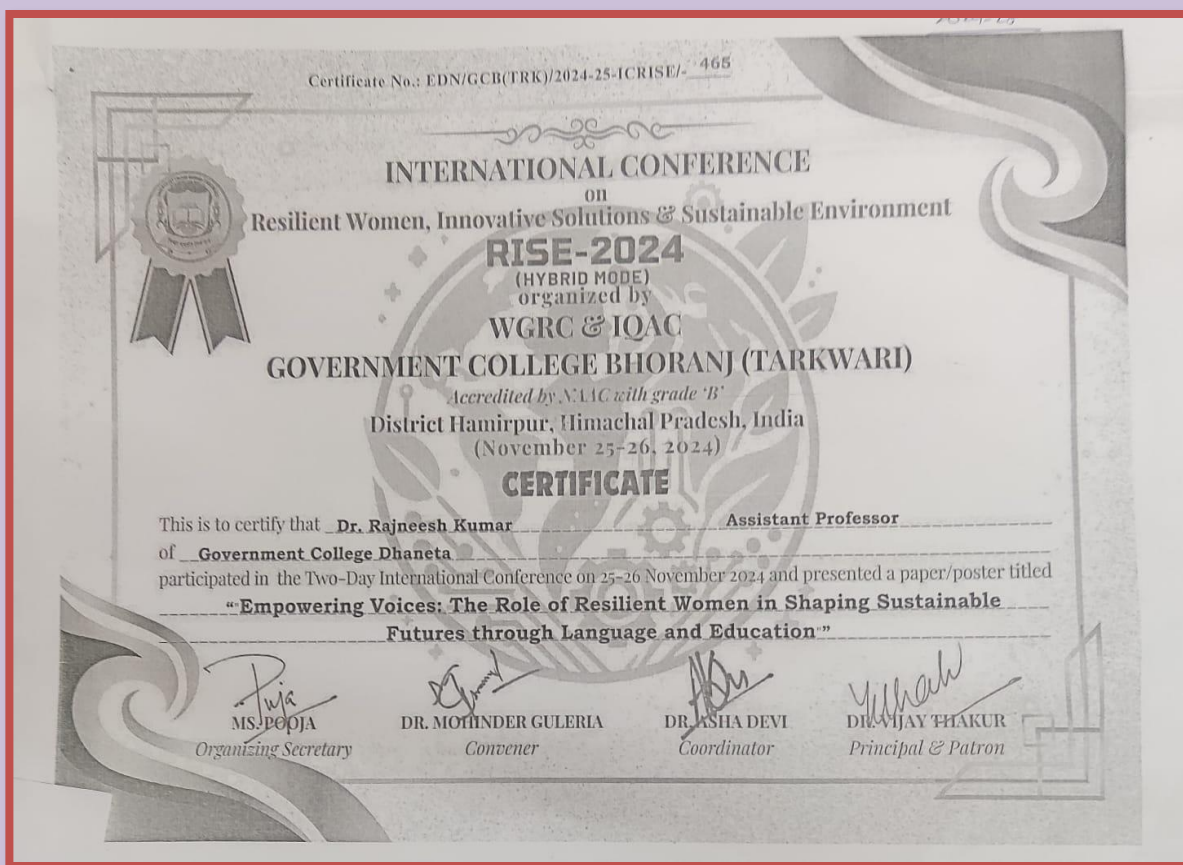 Certificate No.: EDN/GCB(TRK)/2024-25-ICRISE/- 465
INTERNATIONAL CONFERENCE
on
Resilient Women, Innovative Solutions & Sustainable Environment
RISE-2024
(HYBRID MODE)
organized by
WGRC & IQAC
GOVERNMENT COLLEGE BHORANJ (TARKWARI)
Accredited by NAAC with grade 'B'
District Hamirpur, Himachal Pradesh, India
(November 25-26, 2024)
CERTIFICATE
This is to certify that Dr. Rajneesh Kumar Assistant Professor
of Government College Dhaneta
participated in the Two-Day International Conference on 25-26 November 2024 and presented a paper/poster titled
“Empowering Voices: The Role of Resilient Women in Shaping Sustainable
Futures through Language and Education”
Puja
MS. POOJA DR. MOHINDER GULERIA DR. ASHA DEVI DR. VIJAY THAKUR
Organizing Secretary Convener Coordinator Principal & Patron